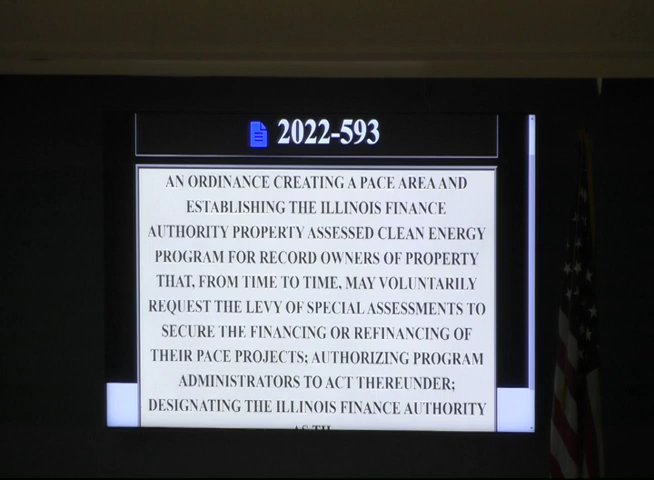 2022-593
AN ORDINANCE CREATING A PACE AREA AND
ESTABLISHING THE ILLINOIS FINANCE
AUTHORITY PROPERTY ASSESSED CLEAN ENERGY
PROGRAM FOR RECORD OWNERS OF PROPERTY
THAT, FROM TIME TO TIME, MAY VOLUNTARILY
REQUEST THE LEVY OF SPECIAL ASSESSMENTS TO
SECURE THE FINANCING OR REFINANCING OF
THEIR PACE PROJECTS; AUTHORIZING PROGRAM
ADMINISTRATORS TO ACT THEREUNDER;
DESIGNATING THE ILLINOIS FINANCE AUTHORITY